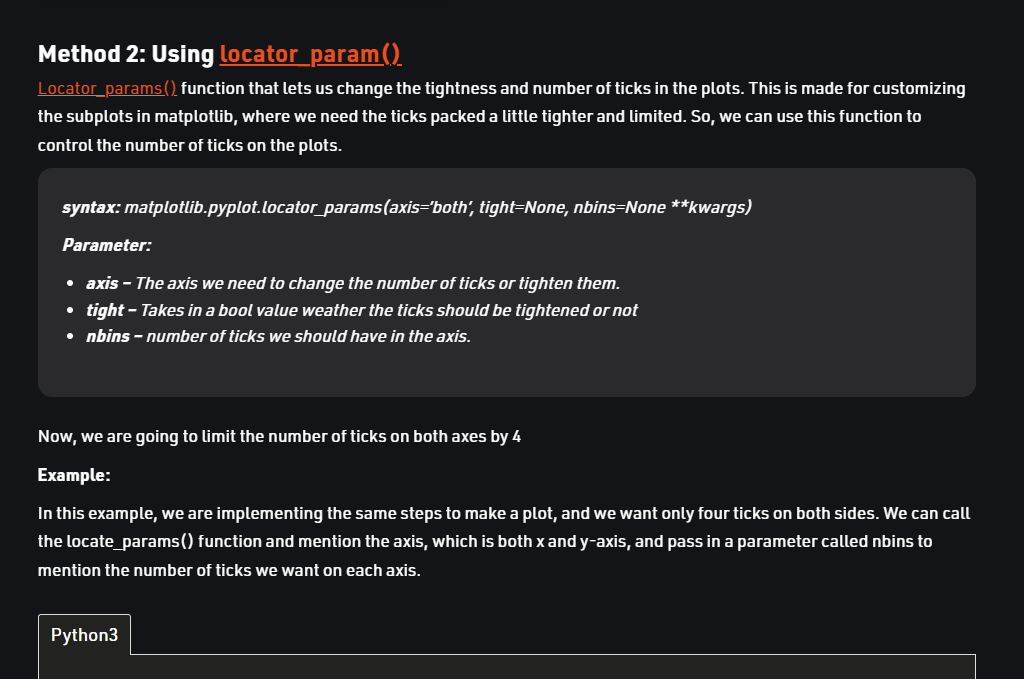 Method 2: Using locator_param()
Locator_params() function that lets us change the tightness and number of ticks in the plots. This is made for customizing
the subplots in matplotlib, where we need the ticks packed a little tighter and limited. So, we can use this function to
control the number of ticks on the plots.
syntax: matplotlib.pyplot.locator_params(axis=’both’, tight=None, nbins=None **kwargs)
Parameter:
• axis – The axis we need to change the number of ticks or tighten them.
• tight – Takes in a bool value weather the ticks should be tightened or not
• nbins – number of ticks we should have in the axis.
Now, we are going to limit the number of ticks on both axes by 4
Example:
In this example, we are implementing the same steps to make a plot, and we want only four ticks on both sides. We can call
the locate_params() function and mention the axis, which is both x and y-axis, and pass in a parameter called nbins to
mention the number of ticks we want on each axis.
Python3